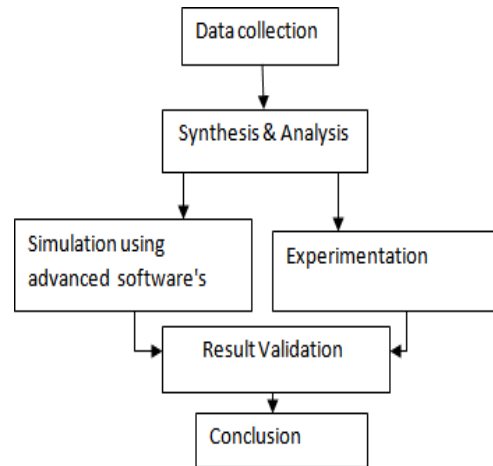 Data collection
Synthesis & Analysis
Simulation using
advanced software's
Experimentation
Result Validation
Conclusion